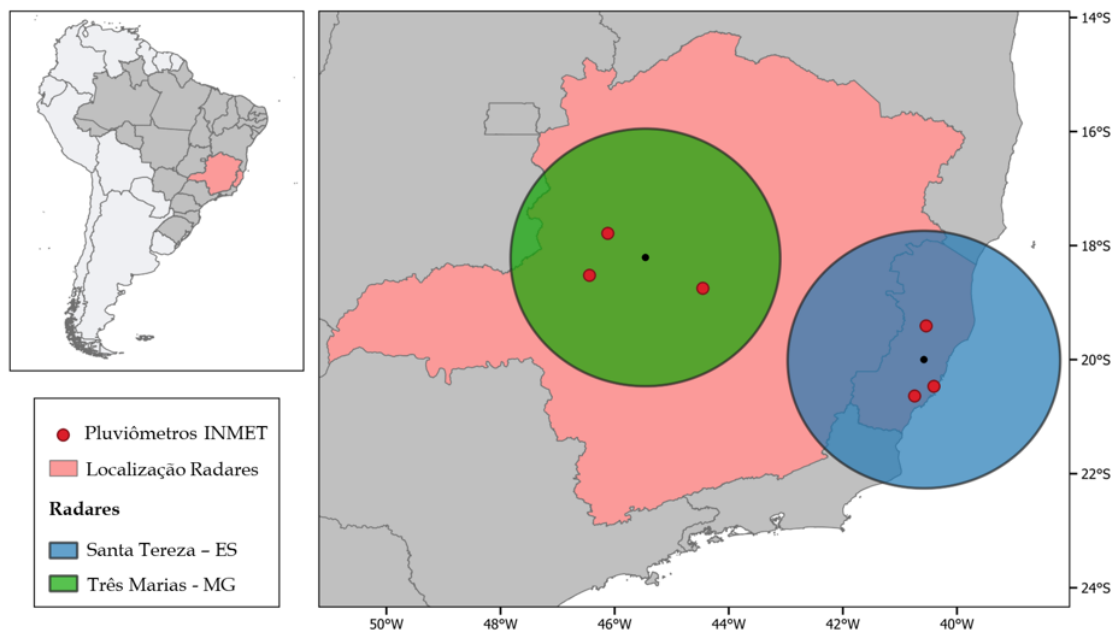 14°S
16°S
18°S
20°S
22°S
24°S
50°W
48°W
46°W
44°W
42°W
40°W
Pluviômetros INMET
Localização Radares
Radares
Santa Tereza – ES
Três Marias - MG